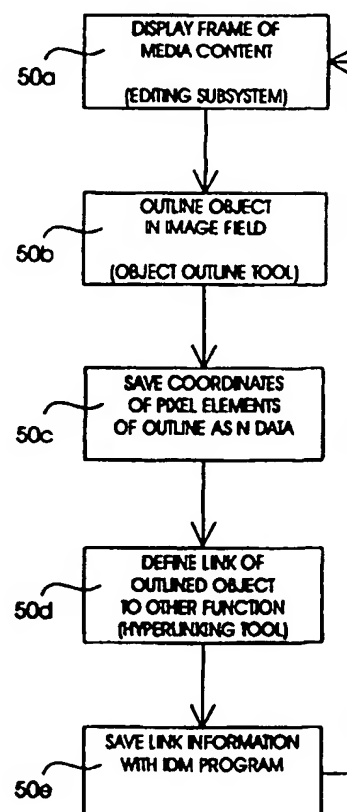 DISPLAY FRAME OF
MEDIA CONTENT
50a
(EDITING SUBSYSTEM)
OUTLINE OBJECT
IN IMAGE FIELD
50b
(OBJECT OUTLINE TOOL)
SAVE COORDINATES
OF PIXEL ELEMENTS
50c
OF OUTLINE AS N DATA
DEFINE LINK OF
OUTLINED OBJECT
TO OTHER FUNCTION
50d
(HYPERLINKING TOOL)
SAVE LINK INFORMATION
WITH IDM PROGRAM
50e